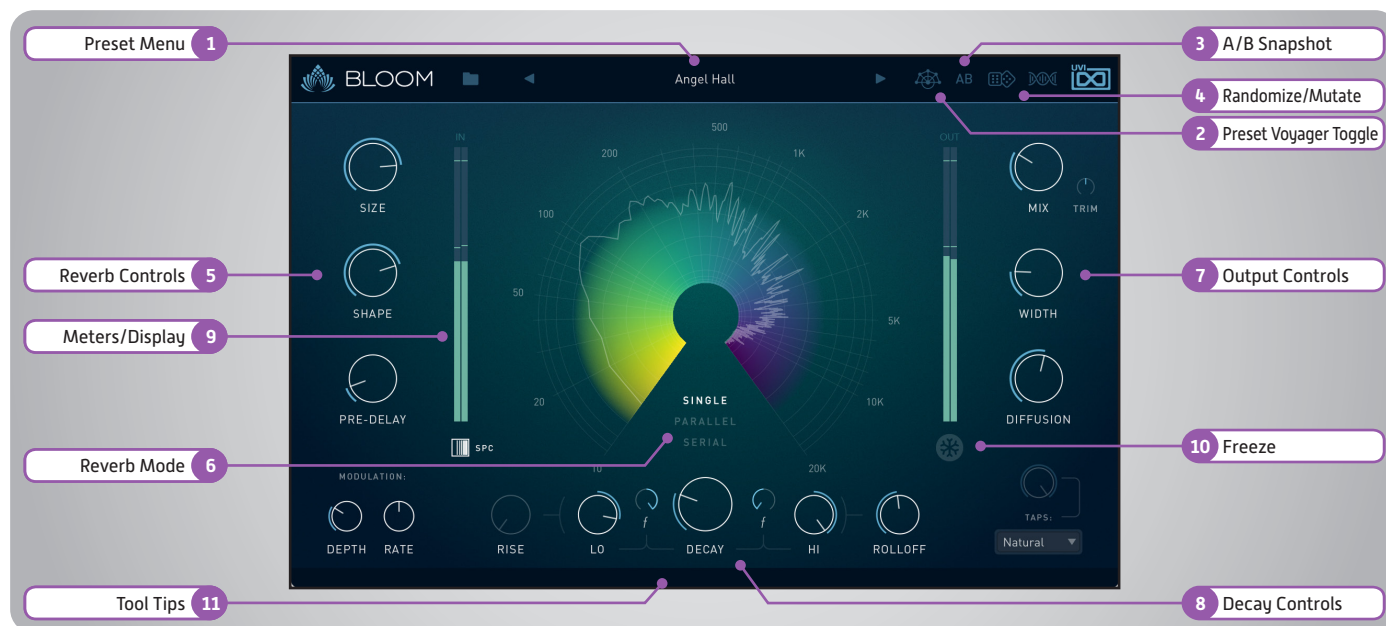 Preset Menu 1
3 A/B Snapshot
BLOOM
Angel Hall
AB
UVI
4 Randomize/Mutate
2 Preset Voyager Toggle
IN
500
OUT
200
1K
SIZE
MIX
TRIM
100
2K
Reverb Controls 5
7 Output Controls
50
SHAPE
WIDTH
5K
Meters/Display 9
20
10K
PRE-DELAY
SINGLE
PARALLEL
SERIAL
DIFFUSION
SPC
10 Freeze
Reverb Mode 6
10
20K
MODULATION:
TAPS:
f
f
Natural
DEPTH
RATE
RISE
LO
DECAY
HI
ROLLOFF
Tool Tips 11
8 Decay Controls